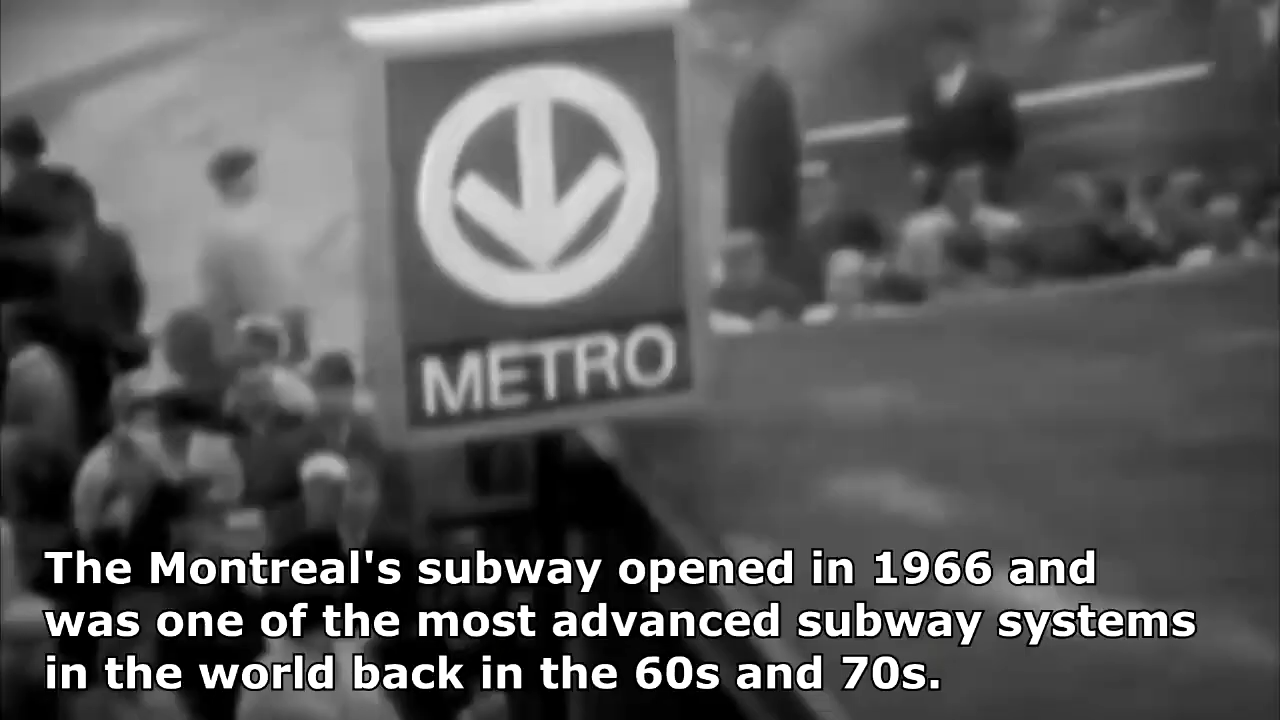 METRO
The Montreal's subway opened in 1966 and
was one of the most advanced subway systems
in the world back in the 60s and 70s.